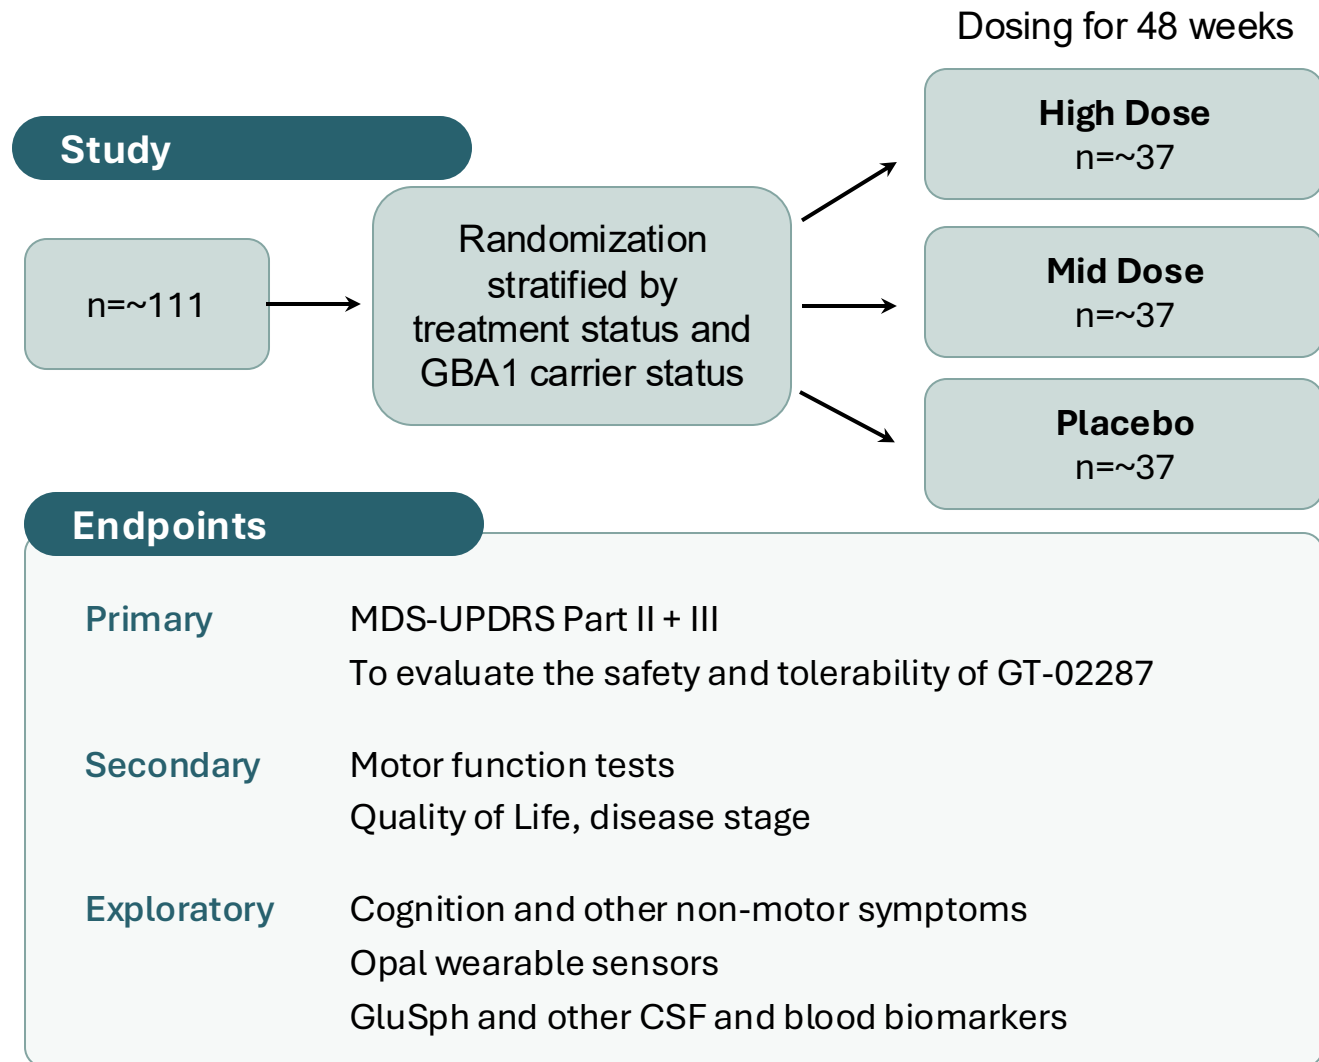 Dosing for 48 weeks
Study
n=~111
Randomization
stratified by
treatment status and
GBA1 carrier status
High Dose
n=~37
Mid Dose
n=~37
Placebo
n=~37
Endpoints
Primary
MDS-UPDRS Part II + III
To evaluate the safety and tolerability of GT-02287
Secondary
Motor function tests
Quality of Life, disease stage
Exploratory
Cognition and other non-motor symptoms
Opal wearable sensors
GluSph and other CSF and blood biomarkers